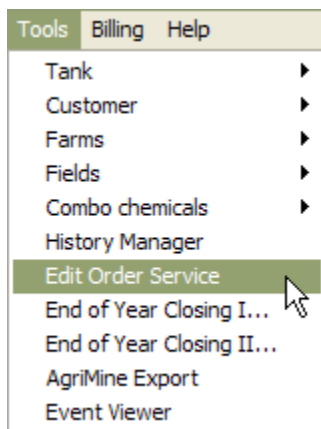 Tools Billing Help
Tank
Customer
Farms
Fields
Combo chemicals
History Manager
Edit Order Service
End of Year Closing I...
End of Year Closing II...
AgriMine Export
Event Viewer